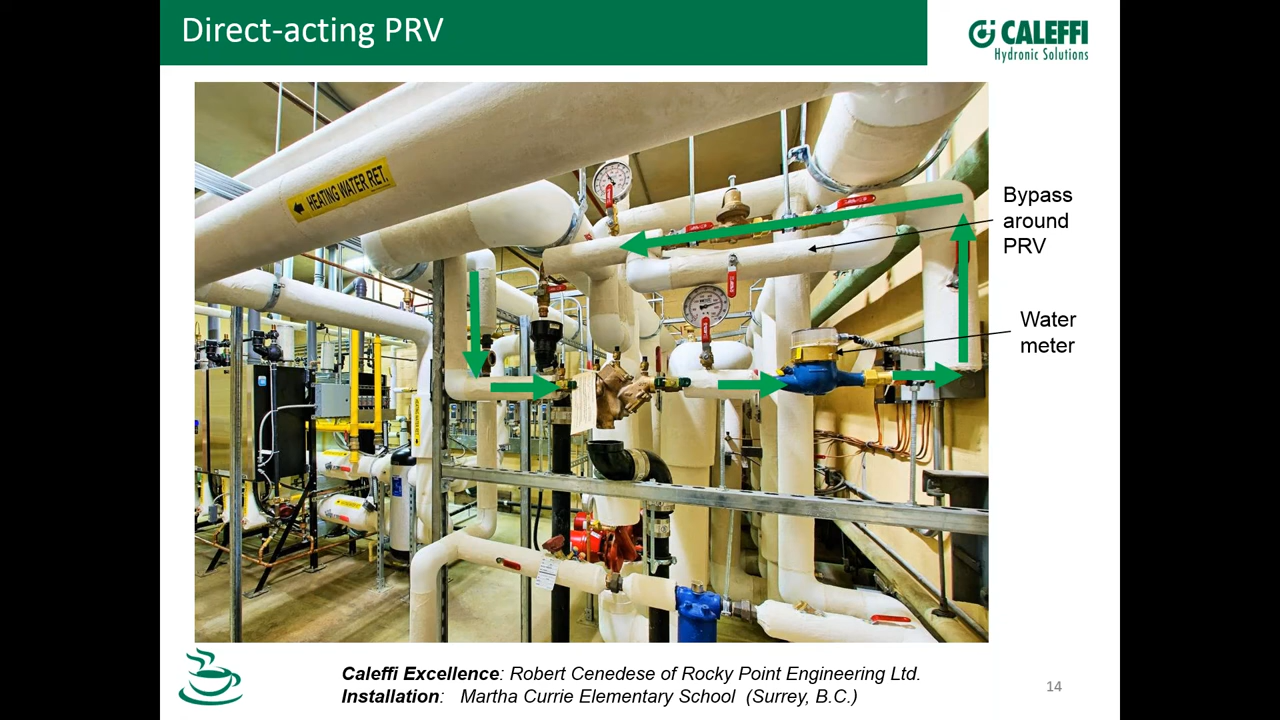 Direct-acting PRV
CALEFFI
Hydronic Solutions
HEATING WATER RET.
Bypass
around
PRV
Water
meter
Caleffi Excellence: Robert Cenedese of Rocky Point Engineering Ltd.
Installation: Martha Currie Elementary School (Surrey, B.C.)
14